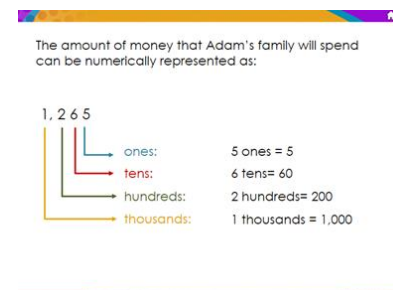 The amount of money that Adam's family will spend
can be numerically represented as:
1, 2 6 5
ones: 5 ones = 5
tens: 6 tens= 60
hundreds: 2 hundreds= 200
thousands: 1 thousands = 1,000